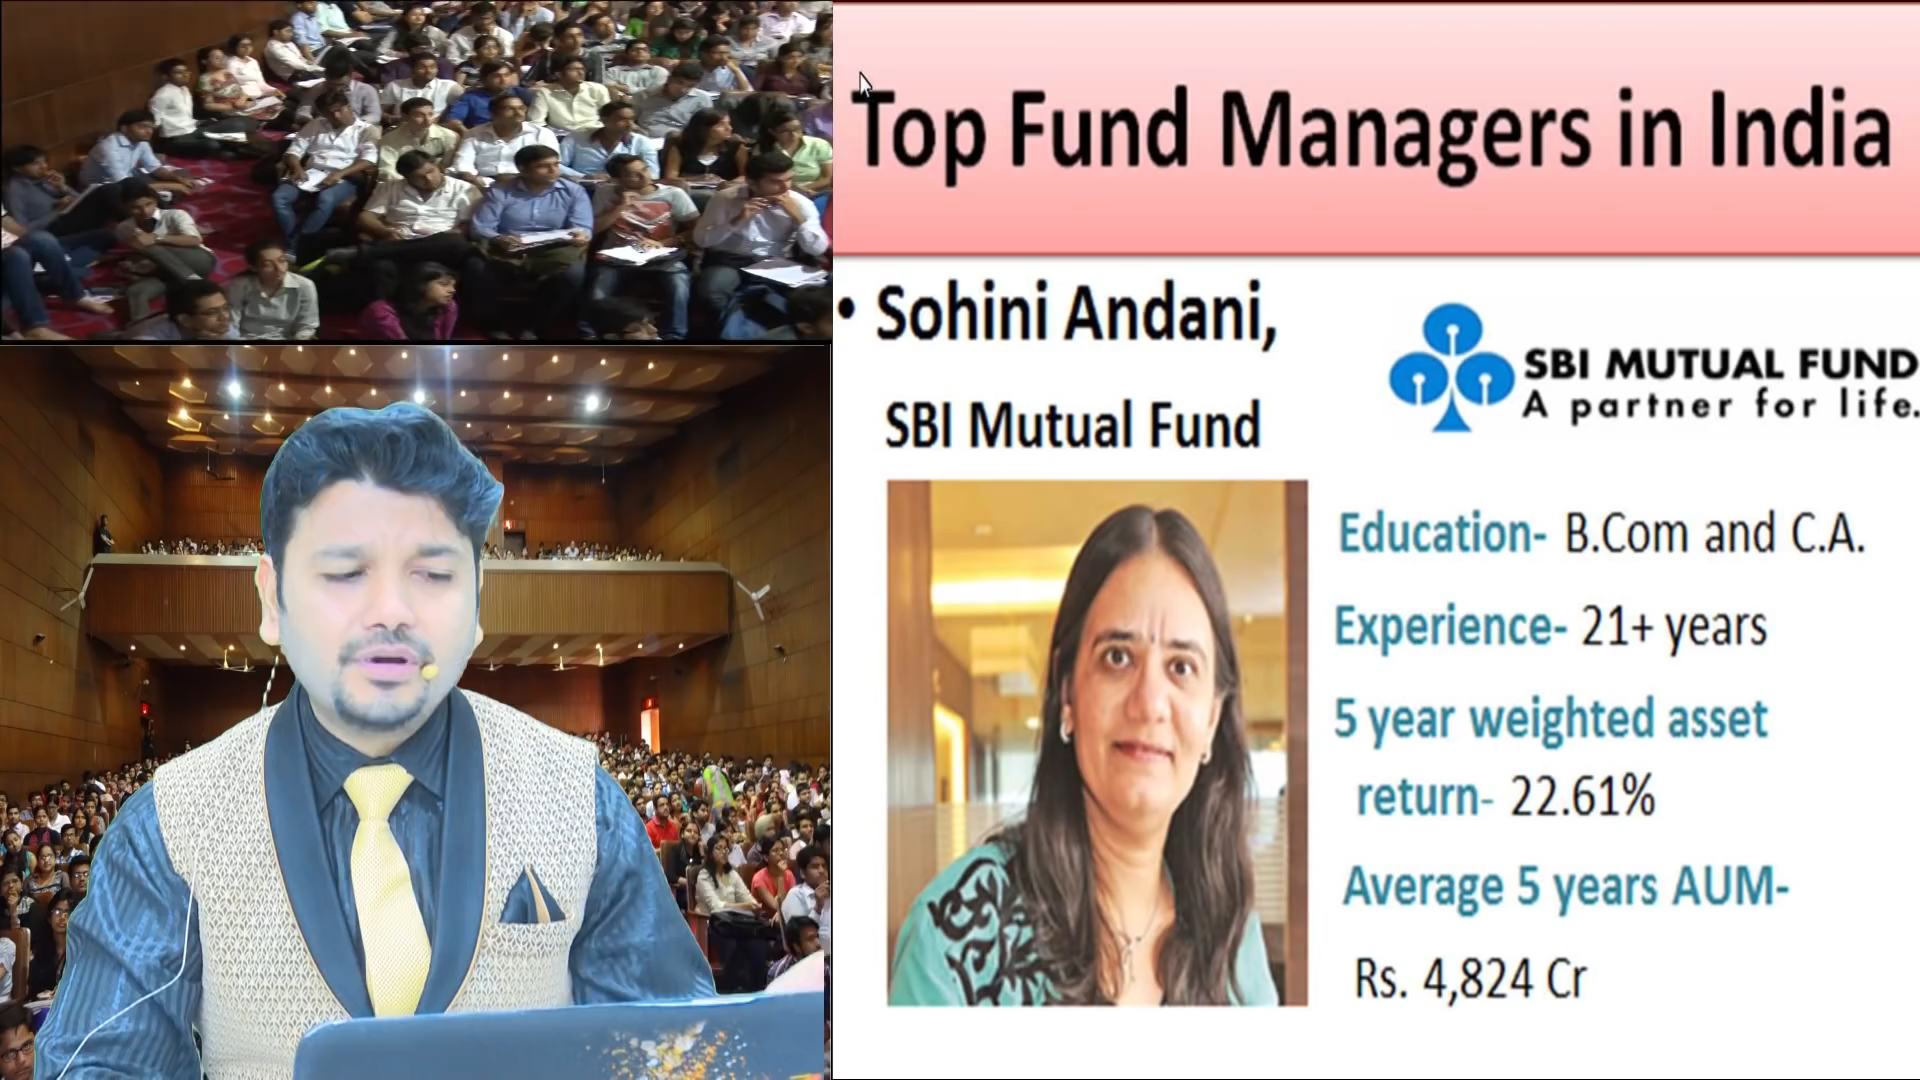 Top Fund Managers in India
• Sohini Andani,
SBI Mutual Fund
SBI MUTUAL FUND
A partner for life.
Education- B.Com and C.A.
Experience- 21+ years
5 year weighted asset
return- 22.61%
Average 5 years AUM-
Rs. 4,824 Cr